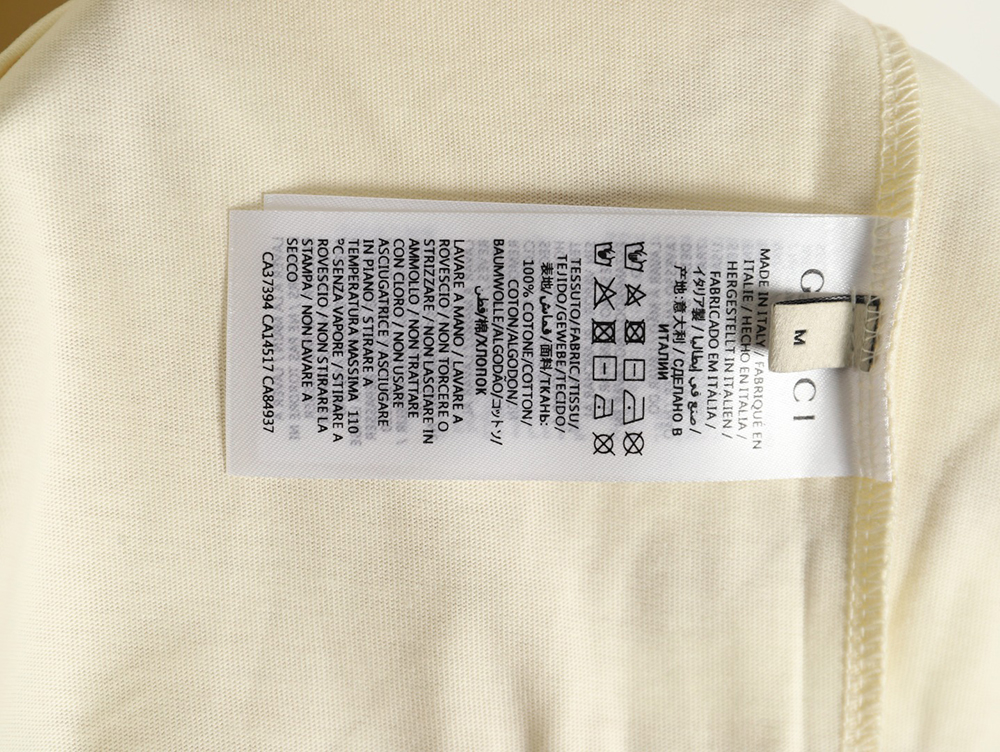 GUCCI
M
MADE IN ITALY / FABRIQUÉ EN
ITALIE / HECHO EN ITALIA /
HERGESTELLT IN ITALIEN /
FABRICADO EM ITÁLIA /
イタリア製 / صنع في إيطاليا /
产地:意大利 / СДЕЛАНО В
ИТАЛИИ
TESSUTO/FABRIC/TISSU/
TEJIDO/GEWEBE/TECIDO/
表地/قماش/面料/ТКАНЬ:
100% COTONE/COTTON/
COTON/ALGODON/
BAUMWOLLE/ALGODÃO/コットン/
قطن/棉/ХЛОПОК
LAVARE A MANO / LAVARE A
ROVESCIO / NON TORCERE O
STRIZZARE / NON LASCIARE IN
AMMOLLO / NON TRATTARE
CON CLORO / NON USARE
ASCIUGATRICE / ASCIUGARE
IN PIANO / STIRARE A
TEMPERATURA MASSIMA 110
°C SENZA VAPORE / STIRARE A
ROVESCIO / NON STIRARE LA
STAMPA / NON LAVARE A
SECCO
CA37394 CA14517 CA84937